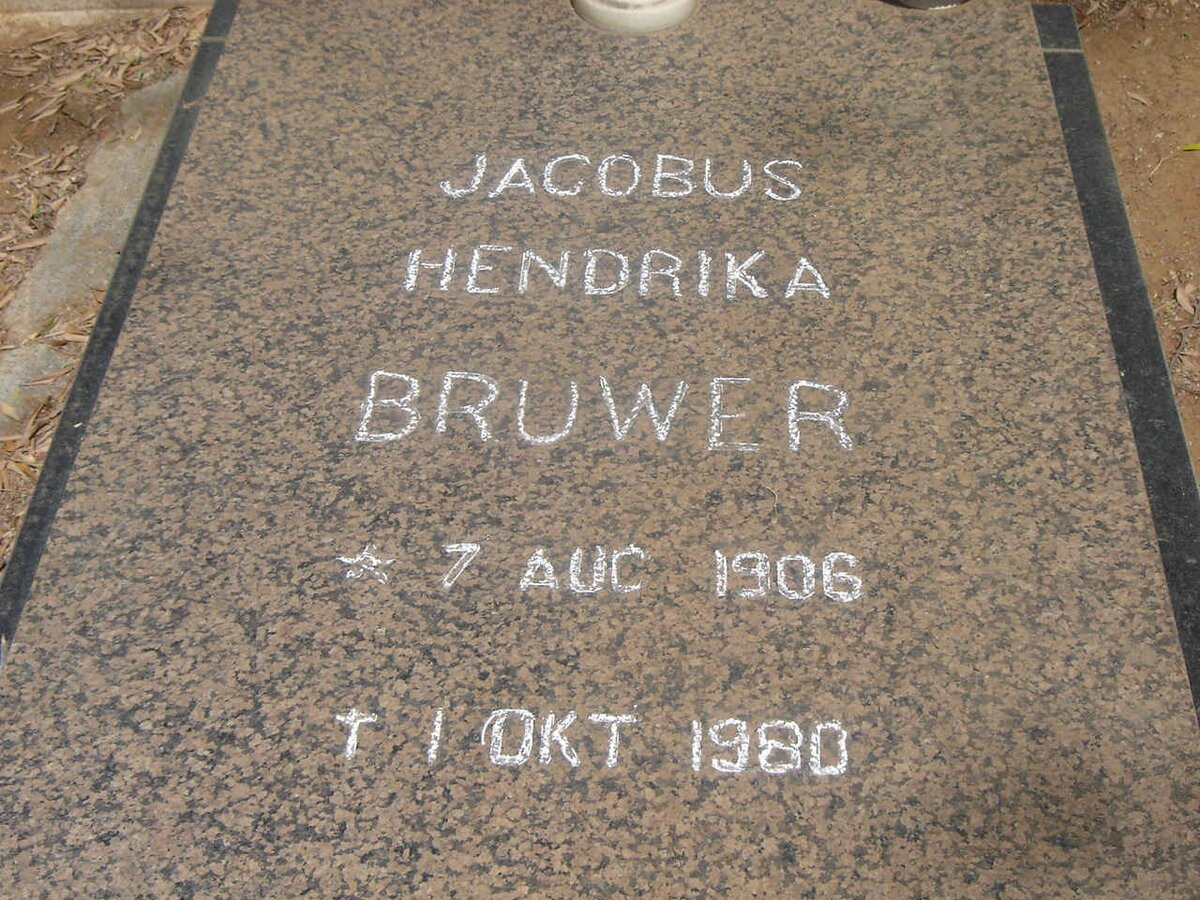 JACOBUS
HENDRIKA
BRUWER
☆ 7 AUG 1906
† 1 OKT 1980